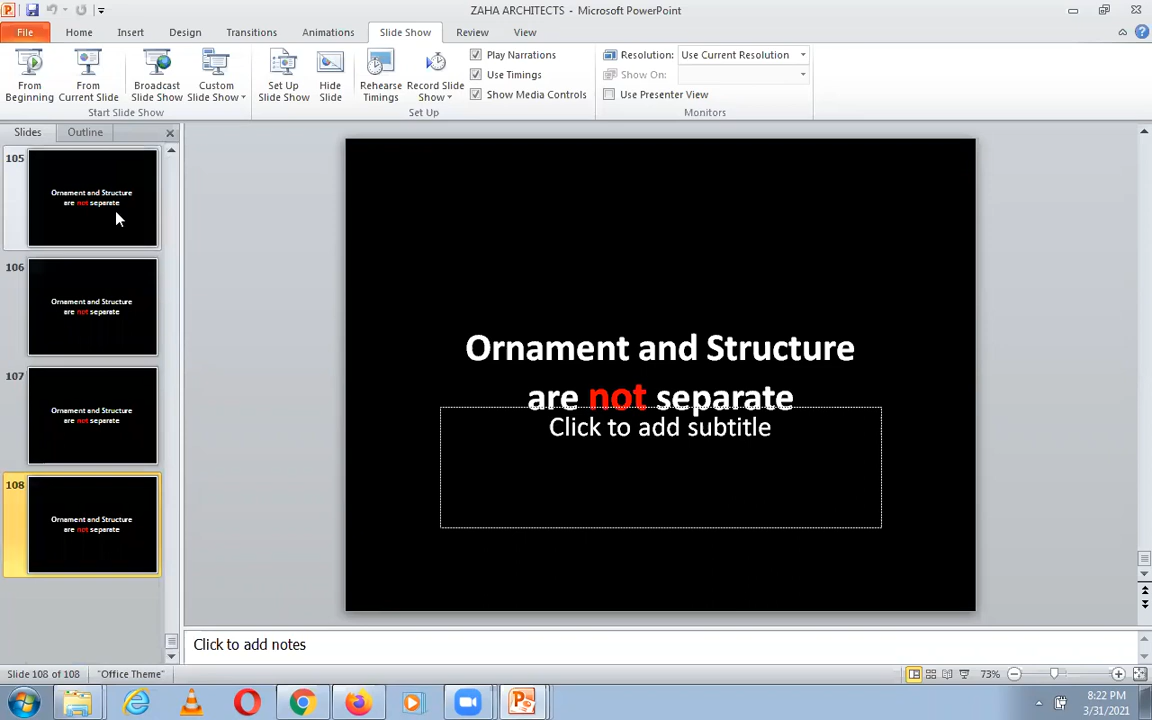 ZAHA ARCHITECTS - Microsoft PowerPoint
File Home Insert Design Transitions Animations Slide Show Review View
From Beginning
From Current Slide
Broadcast Slide Show
Custom Slide Show
Set Up Slide Show
Hide Slide
Rehearse Timings
Record Slide Show
Play Narrations
Use Timings
Show Media Controls
Resolution: Use Current Resolution
Show On:
Use Presenter View
Start Slide Show Set Up Monitors
Slides Outline
105
Ornament and Structure
are not separate
106
Ornament and Structure
are not separate
107
Ornament and Structure
are not separate
108
Ornament and Structure
are not separate
Ornament and Structure
are not separate
Click to add subtitle
Click to add notes
Slide 108 of 108 "Office Theme" 73%
8:22 PM
3/31/2021